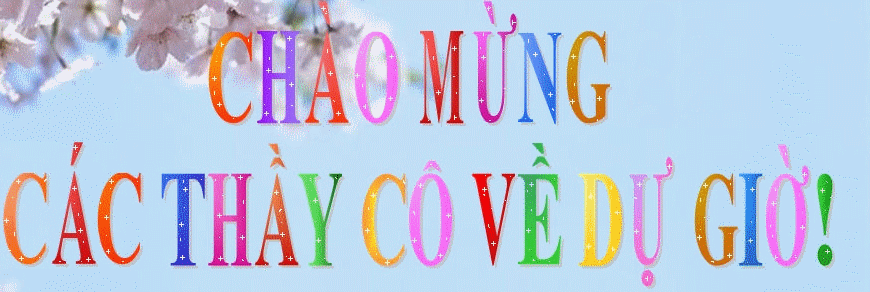 CHÀO MỪNG
CÁC THẦY CÔ VỀ DỰ GIỜ!